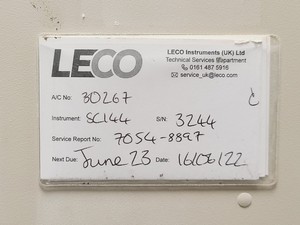 LECO
LECO Instruments (UK) Ltd
Technical Services Department
0161 487 5916
service_uk@leco.com
A/C No: 30267
Instrument: SC144 S/N: 3244
Service Report No: 7054-8897
Next Due: June 23 16/06/22